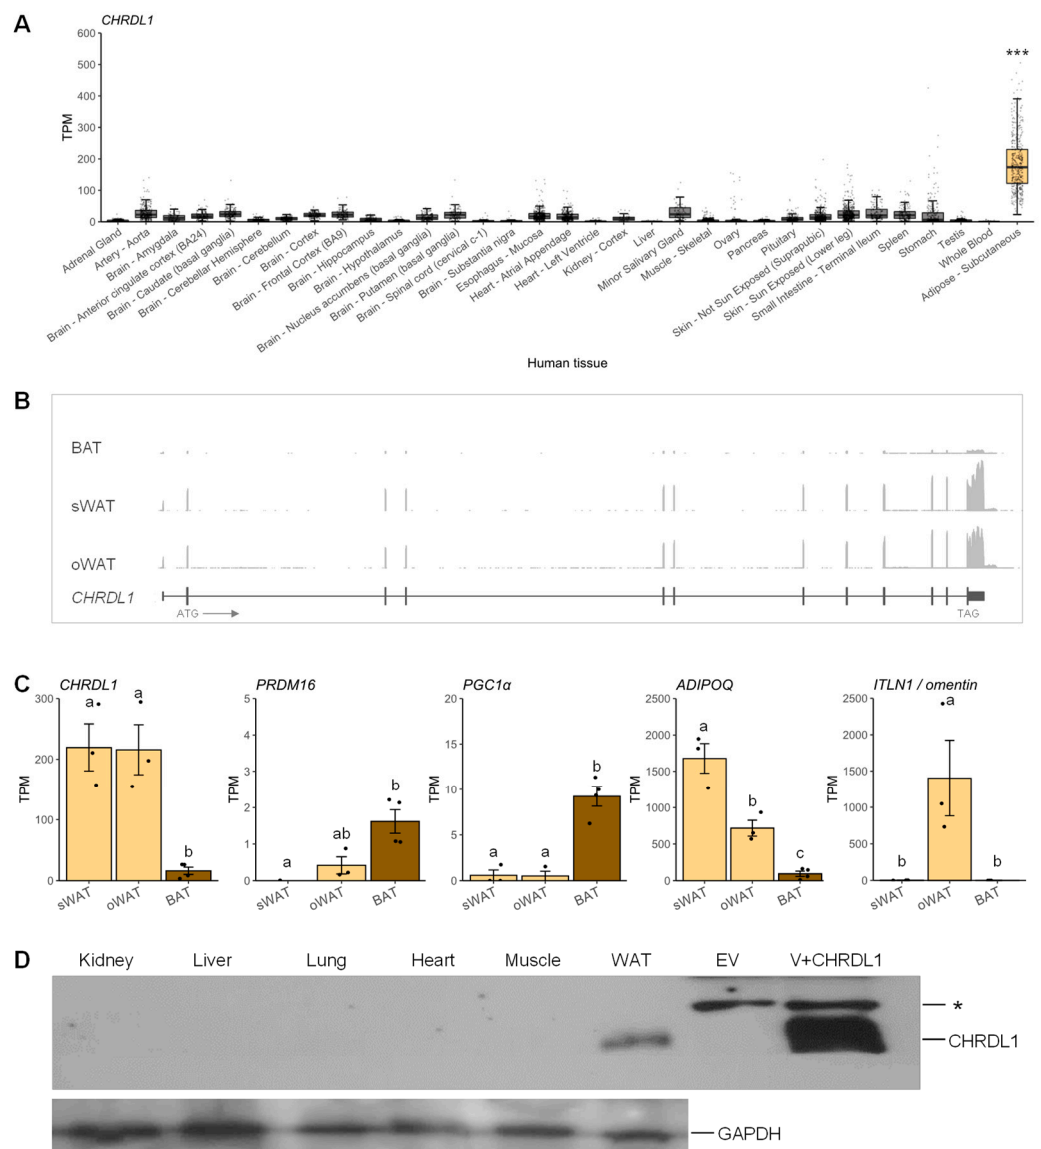 A
CHRDL1
TPM
600
500
400
300
200
100
0
***
Adrenal Gland
Artery - Aorta
Brain - Amygdala
Brain - Anterior cingulate cortex (BA24)
Brain - Caudate (basal ganglia)
Brain - Cerebellar Hemisphere
Brain - Cerebellum
Brain - Cortex
Brain - Frontal Cortex (BA9)
Brain - Hippocampus
Brain - Hypothalamus
Brain - Nucleus accumbens (basal ganglia)
Brain - Putamen (basal ganglia)
Brain - Spinal cord (cervical c-1)
Brain - Substantia nigra
Esophagus - Mucosa
Heart - Atrial Appendage
Heart - Left Ventricle
Kidney - Cortex
Liver
Minor Salivary Gland
Muscle - Skeletal
Ovary
Pancreas
Pituitary
Skin - Not Sun Exposed (Suprapubic)
Skin - Sun Exposed (Lower leg)
Small Intestine - Terminal Ileum
Spleen
Stomach
Testis
Whole Blood
Adipose - Subcutaneous
Human tissue
B
BAT
sWAT
oWAT
CHRDL1
ATG
TAG
C
CHRDL1
TPM
300
200
100
0
a
a
b
sWAT
oWAT
BAT
PRDM16
TPM
5
4
3
2
1
0
a
ab
b
sWAT
oWAT
BAT
PGC1α
TPM
20
15
10
5
0
a
a
b
sWAT
oWAT
BAT
ADIPOQ
TPM
2500
2000
1500
1000
500
0
a
b
c
sWAT
oWAT
BAT
ITLN1 / omentin
TPM
2500
2000
1500
1000
500
0
b
a
b
sWAT
oWAT
BAT
D
Kidney Liver Lung Heart Muscle WAT EV V+CHRDL1
*
CHRDL1
GAPDH